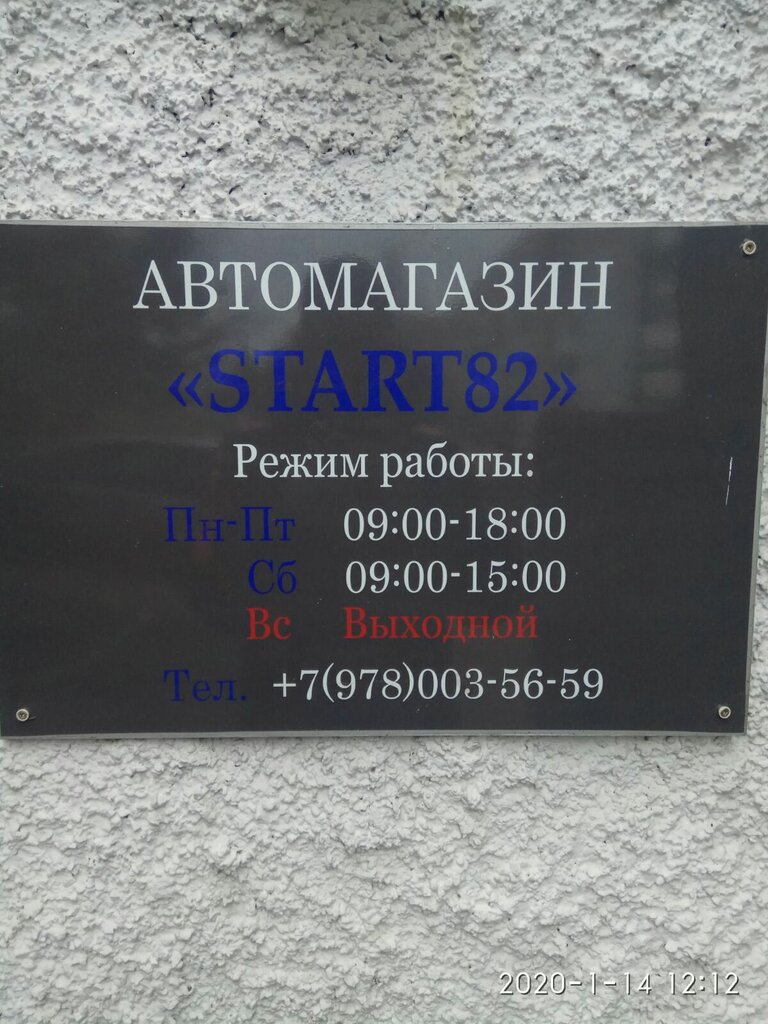 АВТОМАГАЗИН
«START82»
Режим работы:
Пн-Пт 09:00-18:00
Сб 09:00-15:00
Вс Выходной
Тел. +7(978)003-56-59
2020-1-14 12:12